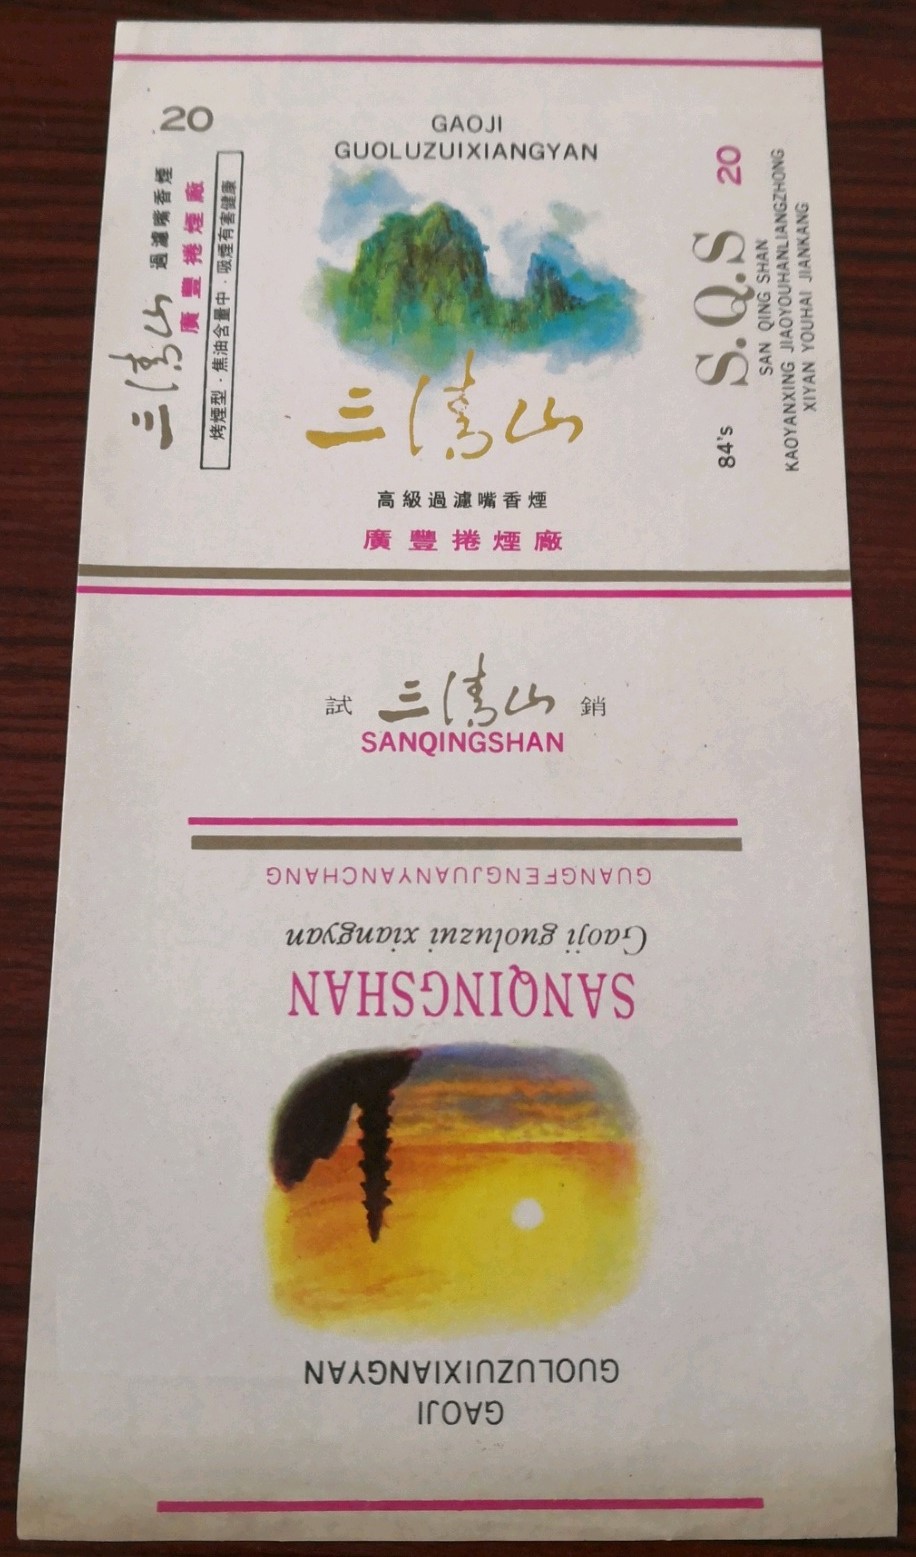 20
三清山 過濾嘴香煙
廣豐捲煙廠
烤煙型·焦油含量中·吸煙有害健康
GAOJI
GUOLUZUIXIANGYAN
三清山
高級過濾嘴香煙
廣豐捲煙廠
84's S.Q.S 20
SAN QING SHAN
KAOYANXING JIAOYOUHANLIANGZHONG
XIYAN YOUHAI JIANKANG
試 三清山 銷
SANQINGSHAN
GAOJI
GUOLUZUIXIANGYAN
SANQINGSHAN
Gaoji guoluzui xiangyan
GUANGFENGJUANYANCHANG